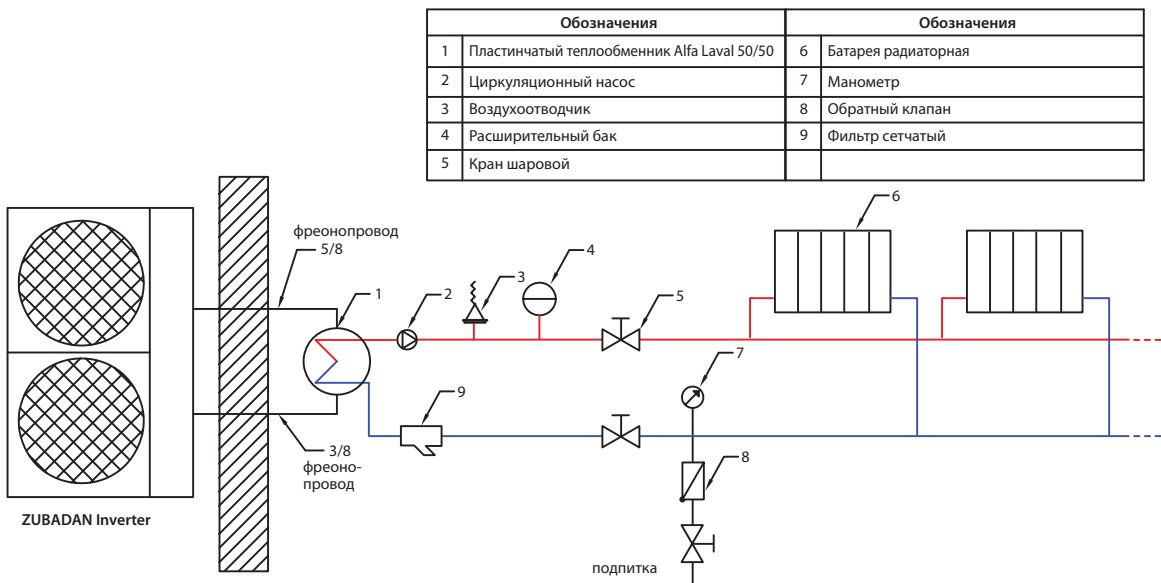 Обозначения Обозначения
1 Пластинчатый теплообменник Alfa Laval 50/50 6 Батарея радиаторная
2 Циркуляционный насос 7 Манометр
3 Воздухоотводчик 8 Обратный клапан
4 Расширительный бак 9 Фильтр сетчатый
5 Кран шаровой
6
фреонопровод
5/8
1
2
3
4
5
7
9
3/8
фреоно-
провод
8
ZUBADAN Inverter
подпитка